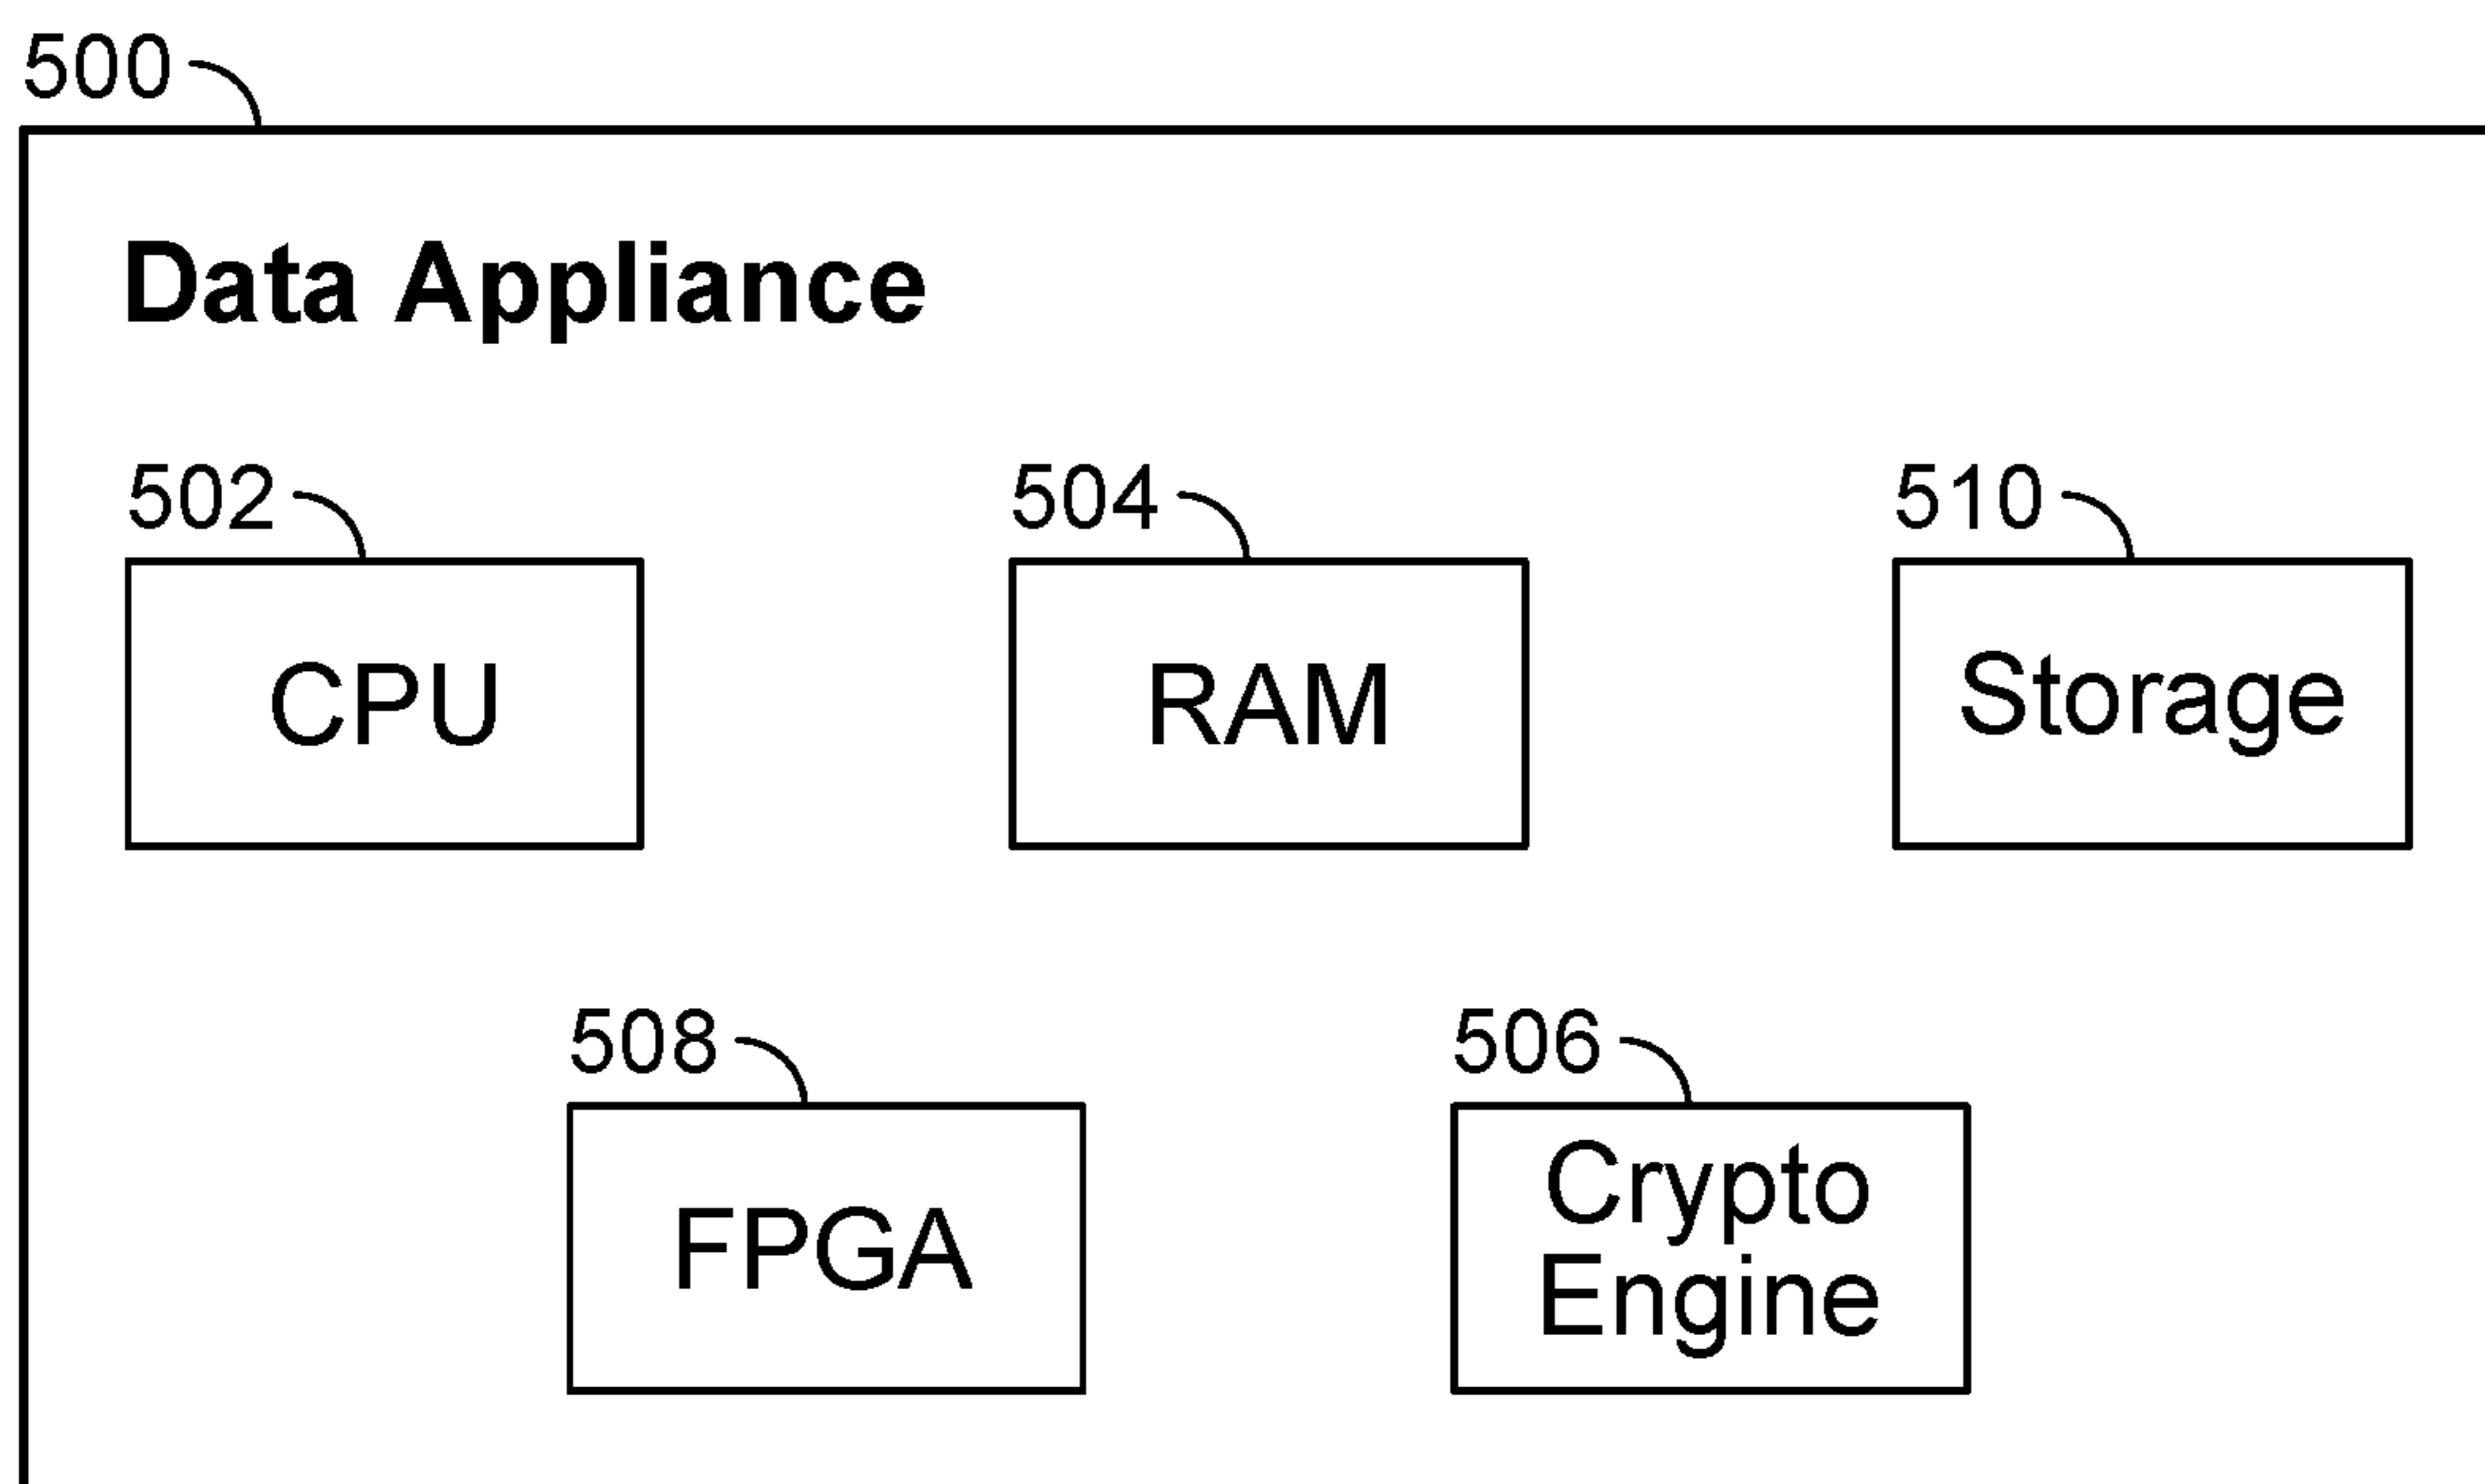 500
Data Appliance
502
504
510
CPU
RAM
Storage
508
506
FPGA
Crypto
Engine